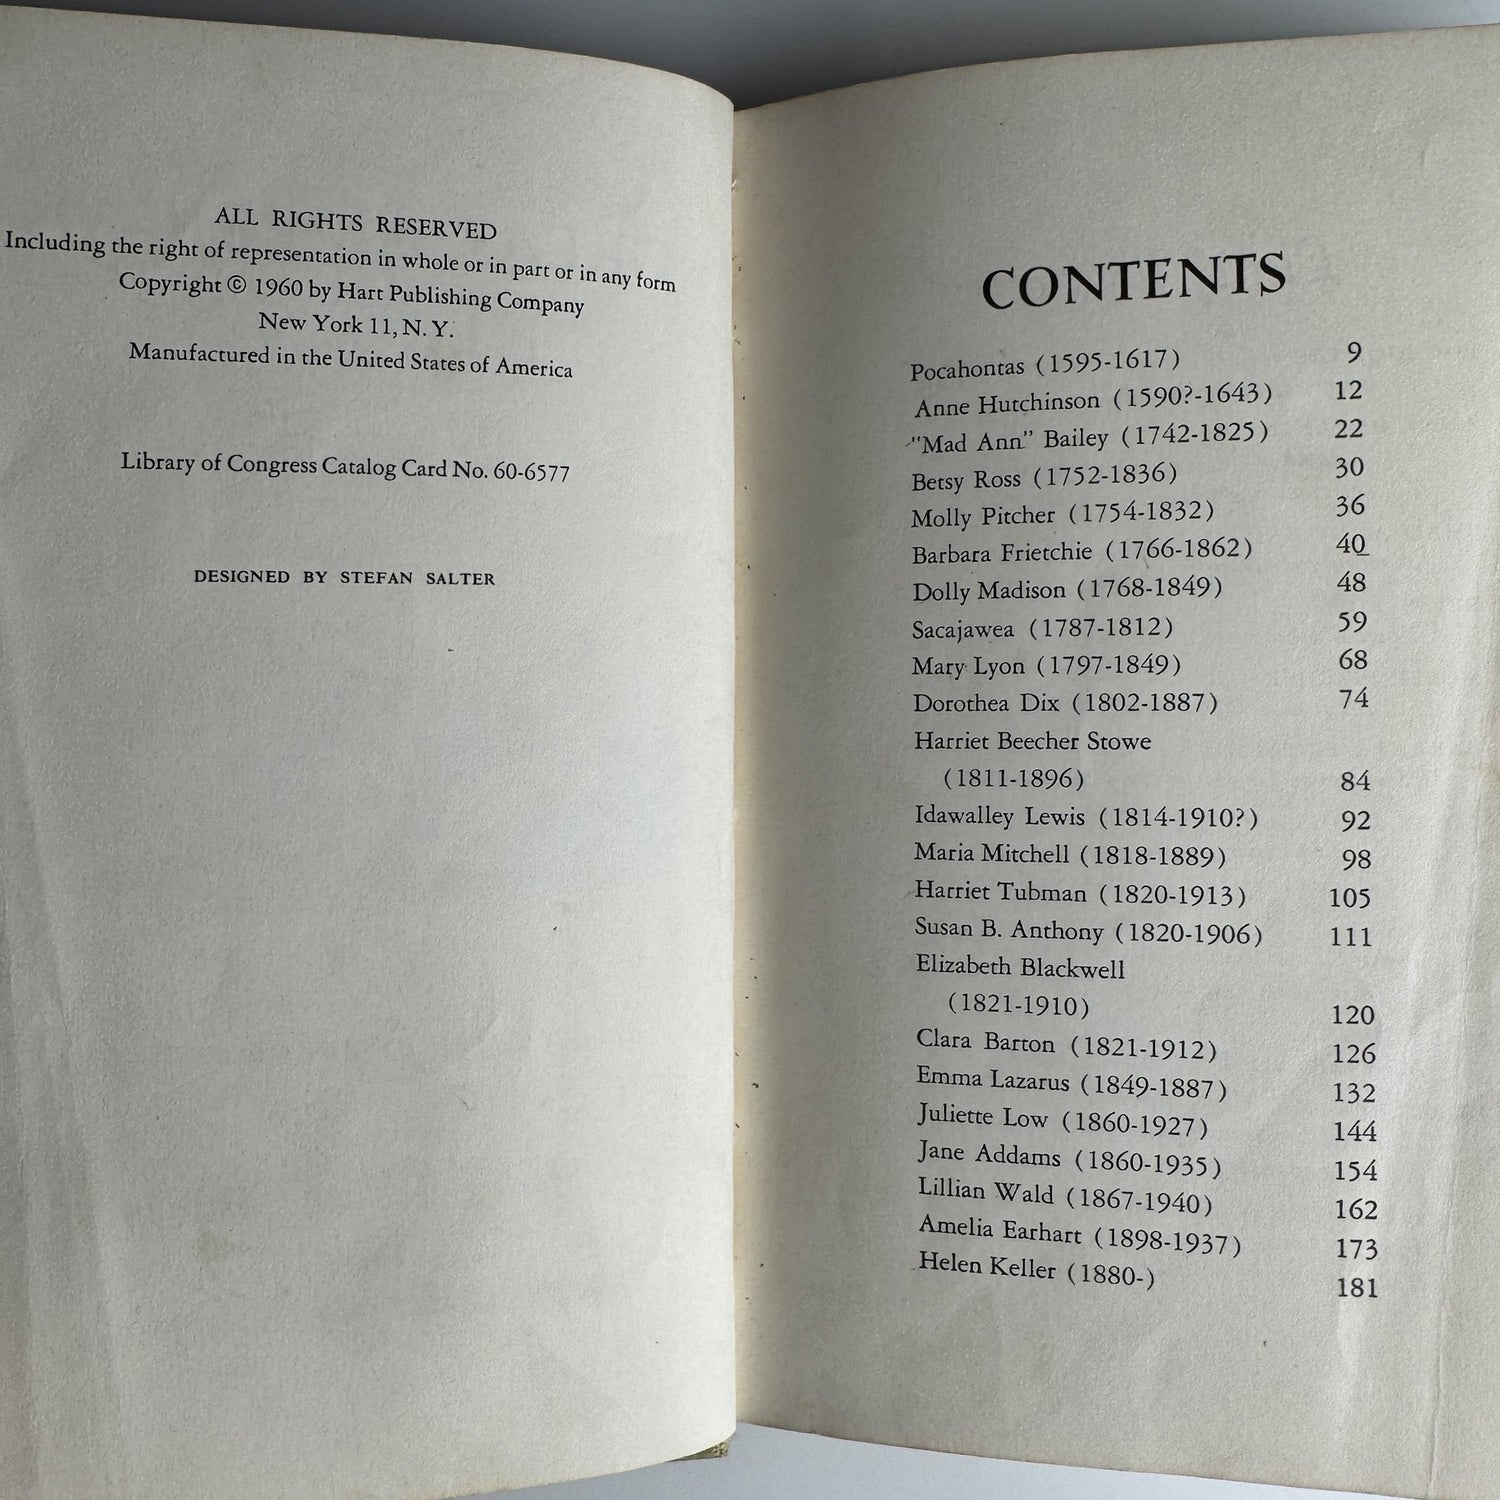 ALL RIGHTS RESERVED
Including the right of representation in whole or in part or in any form
Copyright © 1960 by Hart Publishing Company
New York 11, N. Y.
Manufactured in the United States of America
Library of Congress Catalog Card No. 60-6577
DESIGNED BY STEFAN SALTER
CONTENTS
Pocahontas (1595-1617) 9
Anne Hutchinson (1590?-1643) 12
"Mad Ann" Bailey (1742-1825) 22
Betsy Ross (1752-1836) 30
Molly Pitcher (1754-1832) 36
Barbara Frietchie (1766-1862) 40
Dolly Madison (1768-1849) 48
Sacajawea (1787-1812) 59
Mary Lyon (1797-1849) 68
Dorothea Dix (1802-1887) 74
Harriet Beecher Stowe
(1811-1896) 84
Idawalley Lewis (1814-1910?) 92
Maria Mitchell (1818-1889) 98
Harriet Tubman (1820-1913) 105
Susan B. Anthony (1820-1906) 111
Elizabeth Blackwell
(1821-1910) 120
Clara Barton (1821-1912) 126
Emma Lazarus (1849-1887) 132
Juliette Low (1860-1927) 144
Jane Addams (1860-1935) 154
Lillian Wald (1867-1940) 162
Amelia Earhart (1898-1937) 173
Helen Keller (1880-) 181